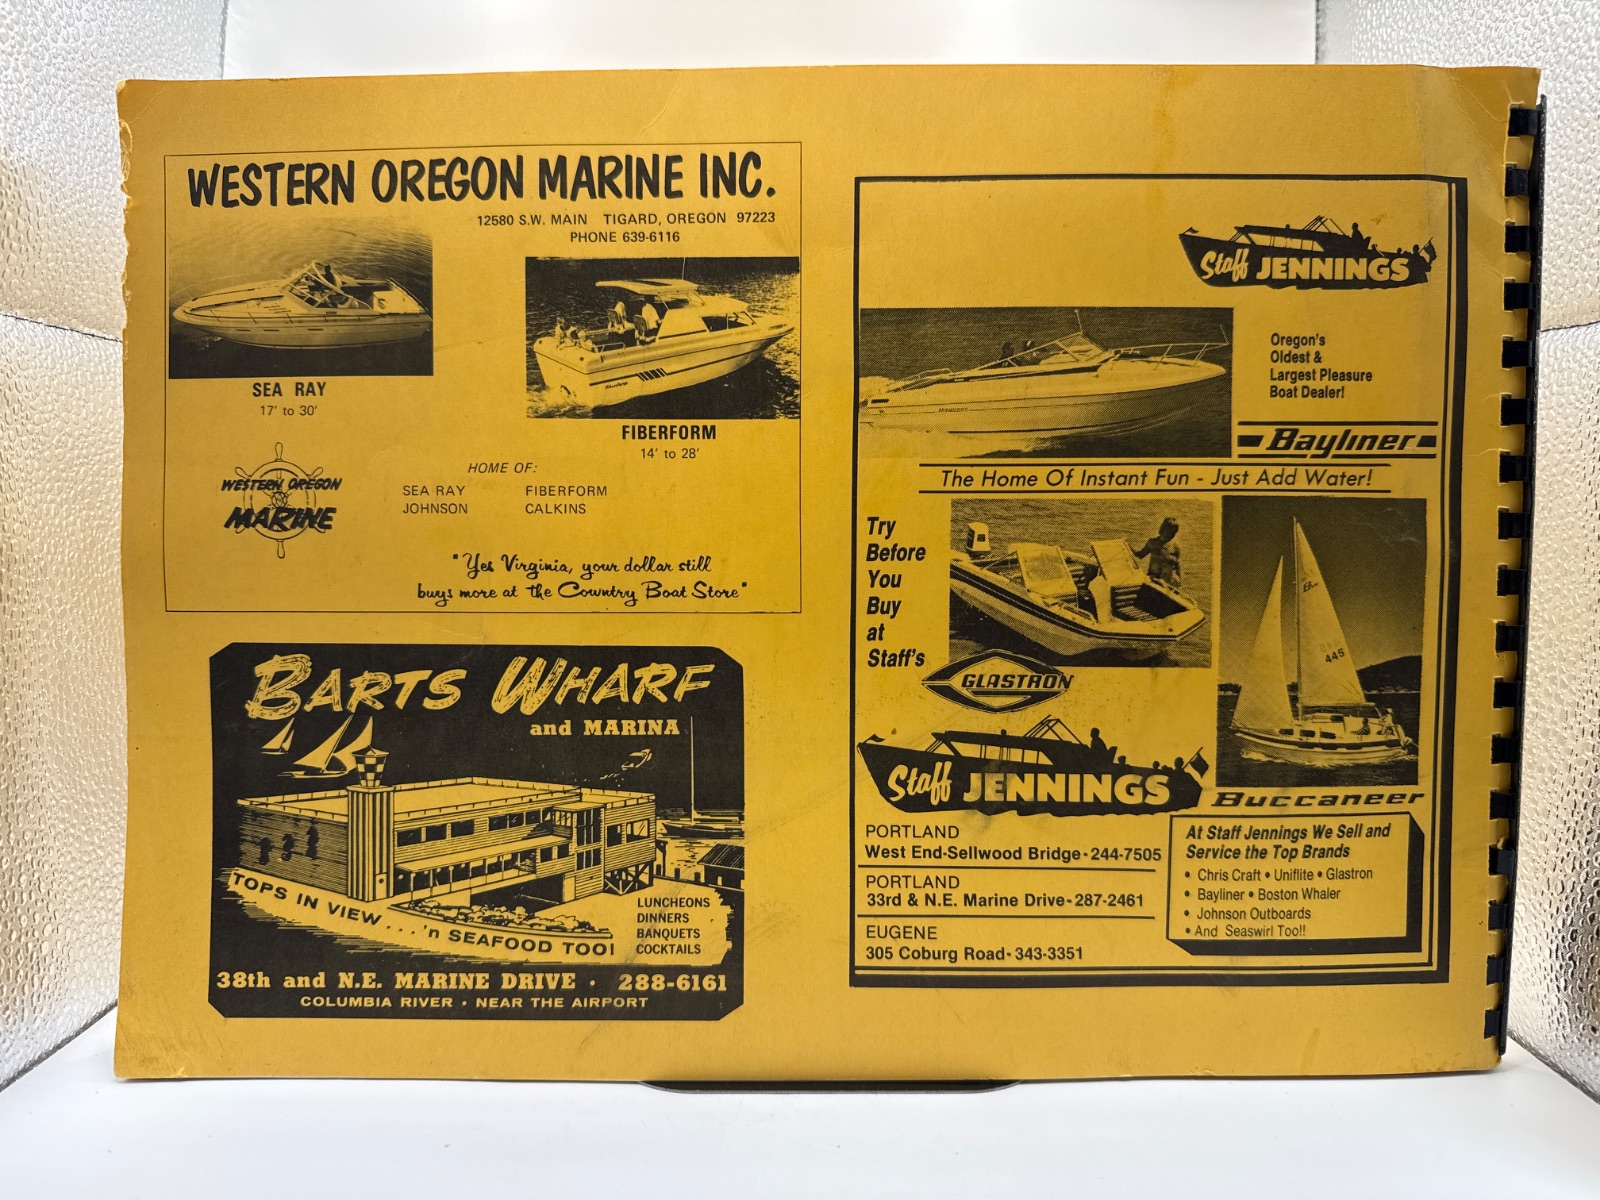 WESTERN OREGON MARINE INC.
12580 S.W. MAIN TIGARD, OREGON 97223
PHONE 639-6116
SEA RAY
17' to 30'
FIBERFORM
14' to 28'
WESTERN OREGON
MARINE
HOME OF:
SEA RAY FIBERFORM
JOHNSON CALKINS
"Yes Virginia, your dollar still
buys more at the Country Boat Store"
BARTS WHARF
and MARINA
TOPS IN VIEW....'n SEAFOOD TOO!
LUNCHEONS
DINNERS
BANQUETS
COCKTAILS
38th and N.E. MARINE DRIVE · 288-6161
COLUMBIA RIVER · NEAR THE AIRPORT
Staff JENNINGS
Oregon's
Oldest &
Largest Pleasure
Boat Dealer!
Bayliner
The Home Of Instant Fun - Just Add Water!
Try
Before
You
Buy
at
Staff's
GLASTRON
445
Buccaneer
Staff JENNINGS
PORTLAND
West End-Sellwood Bridge•244-7505
PORTLAND
33rd & N.E. Marine Drive•287-2461
EUGENE
305 Coburg Road•343-3351
At Staff Jennings We Sell and
Service the Top Brands
• Chris Craft • Uniflite • Glastron
• Bayliner • Boston Whaler
• Johnson Outboards
• And Seaswirl Too!!